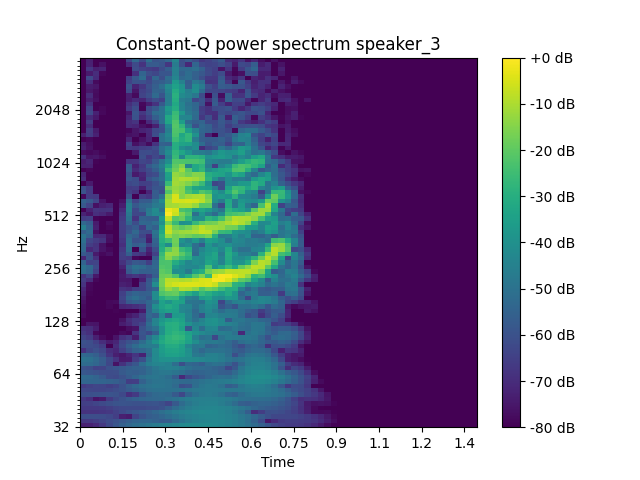 Constant-Q power spectrum speaker_3
Hz
2048
1024
512
256
128
64
32
0 0.15 0.3 0.45 0.6 0.75 0.9 1.1 1.2 1.4
Time
+0 dB
-10 dB
-20 dB
-30 dB
-40 dB
-50 dB
-60 dB
-70 dB
-80 dB